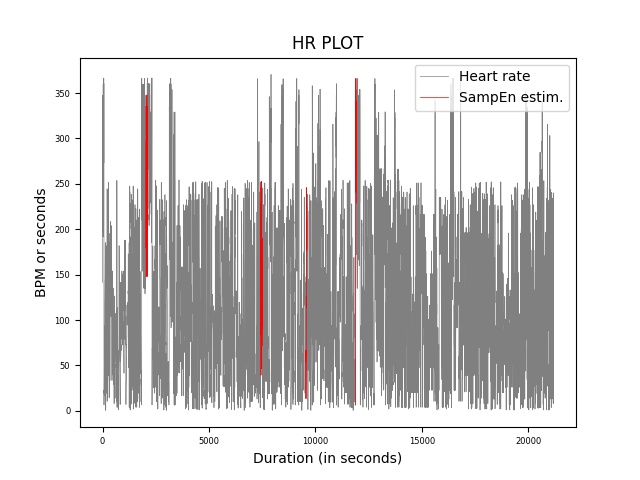 HR PLOT
Heart rate
SampEn estim.
BPM or seconds
350
300
250
200
150
100
50
0
0 5000 10000 15000 20000
Duration (in seconds)